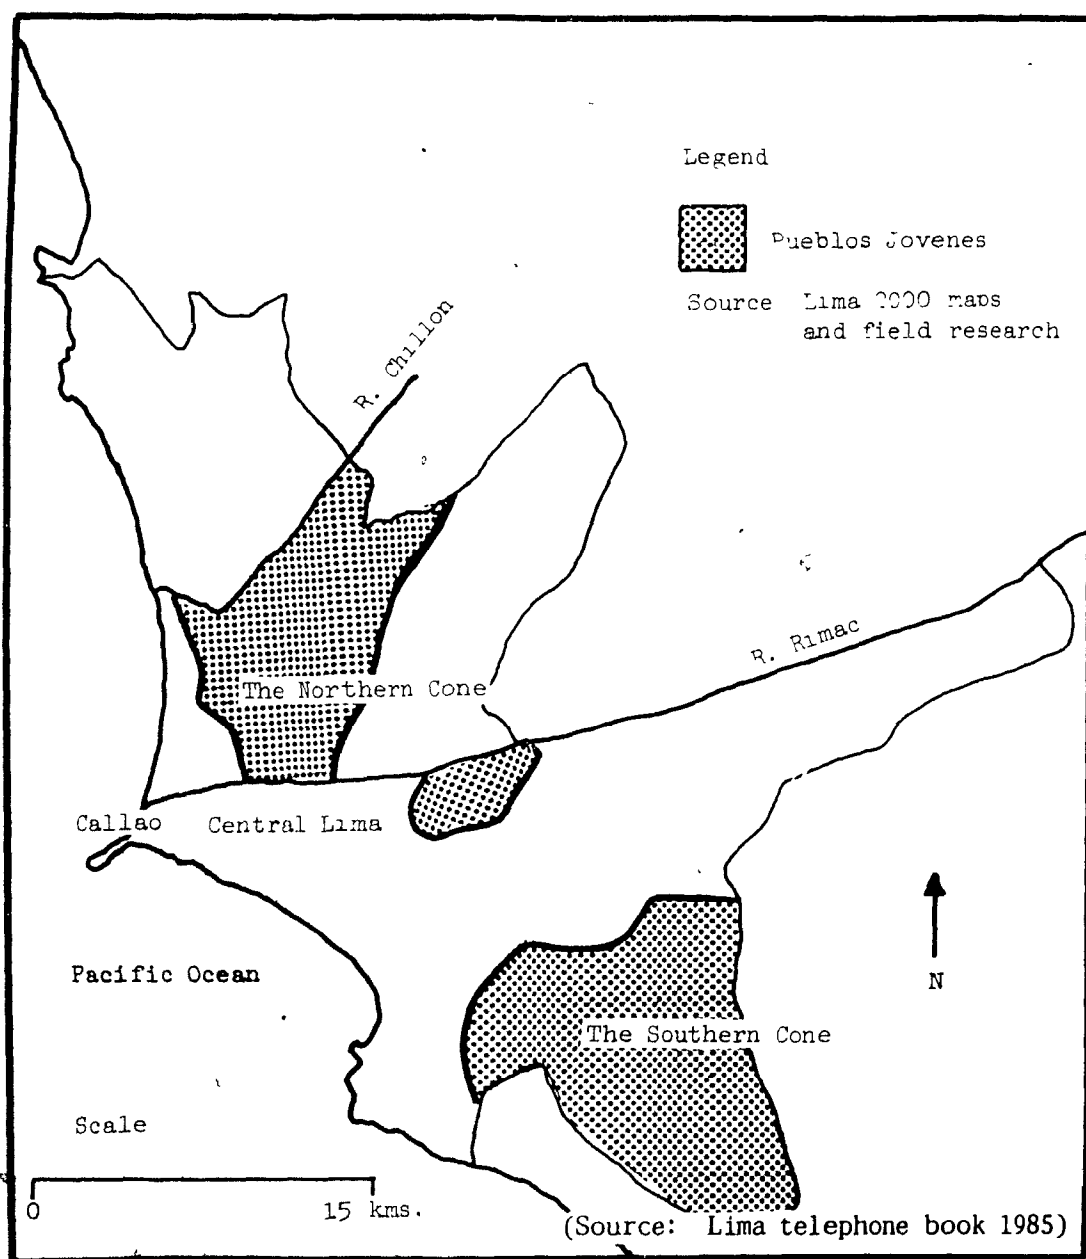 Legend
Pueblos Jovenes
Source Lima maps
and field research
R. Chillon
R. Rimac
The Northern Cone
Callao Central Lima
Pacific Ocean
N
The Southern Cone
Scale
0 15 kms.
(Source: Lima telephone book 1985)